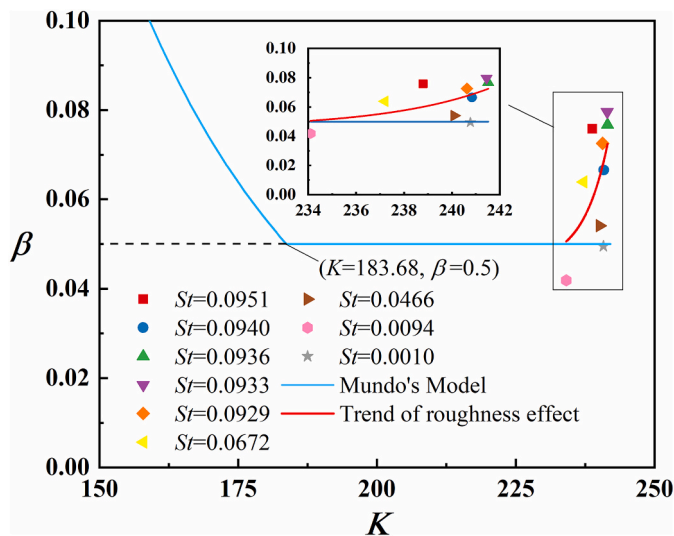 0.10
0.08
0.06
0.04
0.02
0.00
β
0.10
0.08
0.06
0.04
0.02
0.00
234
236
238
240
242
(K=183.68, β=0.5)
St=0.0951
St=0.0466
St=0.0940
St=0.0094
St=0.0936
St=0.0010
St=0.0933
Mundo's Model
St=0.0929
Trend of roughness effect
St=0.0672
150
175
200
225
250
K